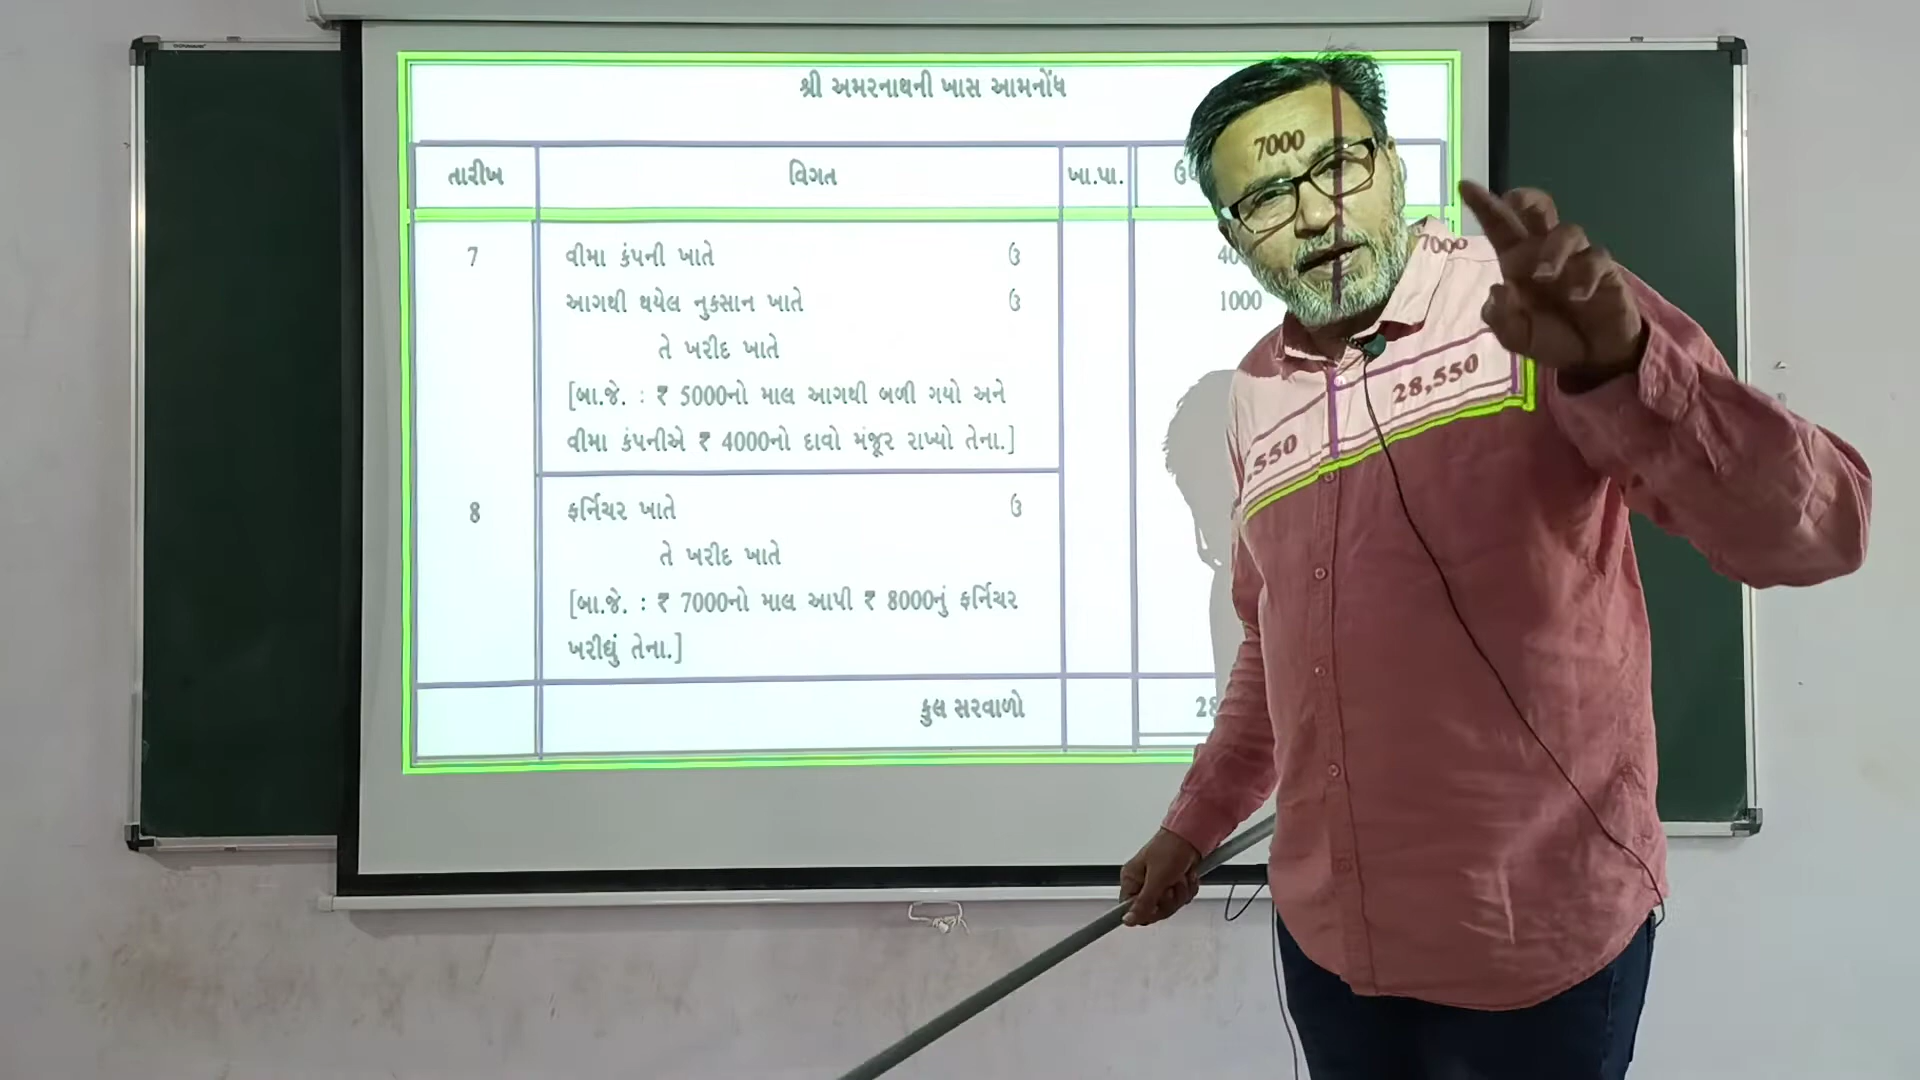 શ્રી અમરનાથની ખાસ આમનોંધ
તારીખ વિગત ખા.પા.
7 વીમા કંપની ખાતે ઉ
આગથી થયેલ નુકસાન ખાતે ઉ 1000
તે ખરીદ ખાતે
[બા.જે. : ₹ 5000નો માલ આગથી બળી ગયો અને
વીમા કંપનીએ ₹ 4000નો દાવો મંજૂર રાખ્યો તેના.]
8 ફર્નિચર ખાતે ઉ 7000
તે ખરીદ ખાતે 7000
[બા.જે. : ₹ 7000નો માલ આપી ₹ 8000નું ફર્નિચર
ખરીદ્યું તેના.]
કુલ સરવાળો 28,550